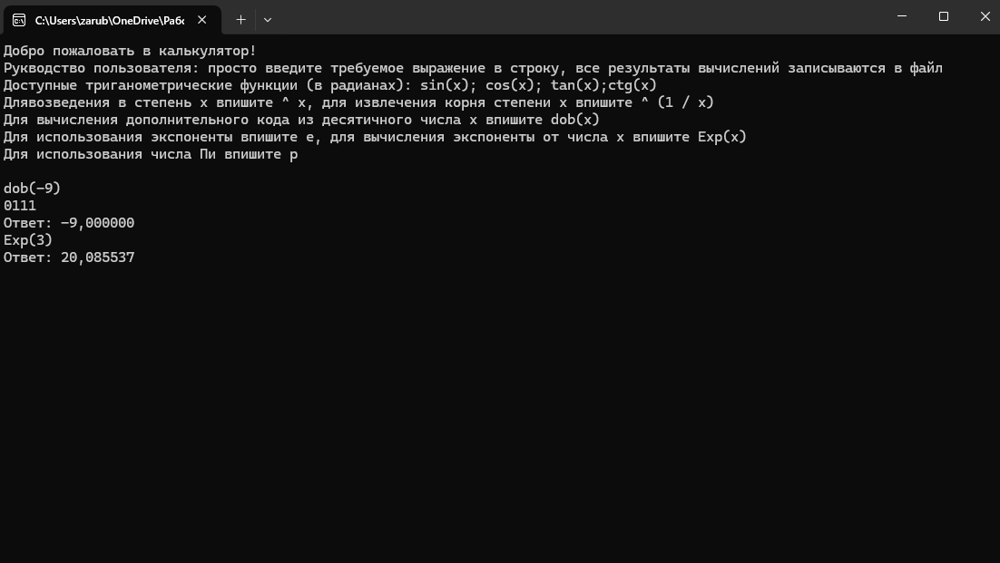 C:\Users\zarub\OneDrive\Рабс
Добро пожаловать в калькулятор!
Рукводство пользователя: просто введите требуемое выражение в строку, все результаты вычислений записываются в файл
Доступные триганометрические функции (в радианах): sin(x); cos(x); tan(x);ctg(x)
Длявозведения в степень x впишите ^ x, для извлечения корня степени x впишите ^ (1 / x)
Для вычисления дополнительного кода из десятичного числа x впишите dob(x)
Для использования экспоненты впишите e, для вычисления экспоненты от числа x впишите Exp(x)
Для использования числа Пи впишите p
dob(-9)
0111
Ответ: -9,000000
Exp(3)
Ответ: 20,085537